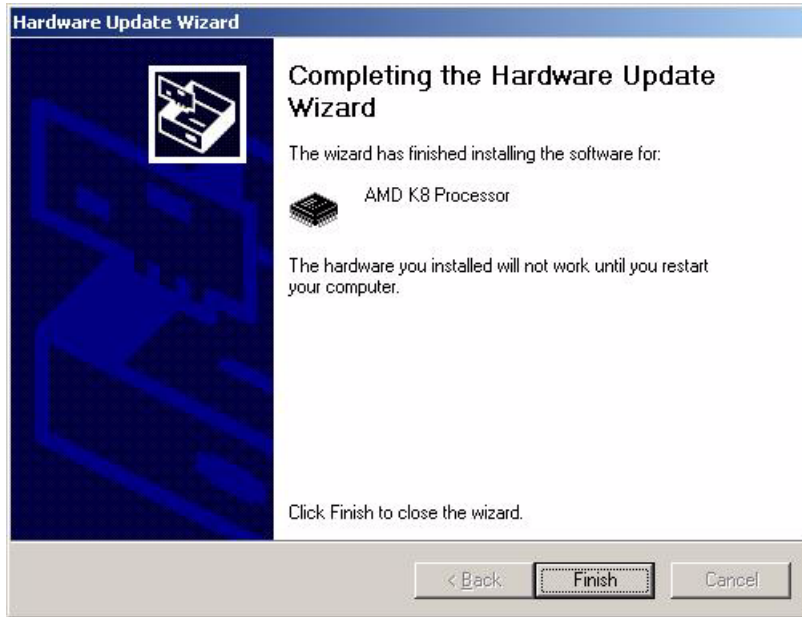 Hardware Update Wizard
Completing the Hardware Update
Wizard
The wizard has finished installing the software for:
AMD K8 Processor
The hardware you installed will not work until you restart
your computer.
Click Finish to close the wizard.
< Back
Finish
Cancel